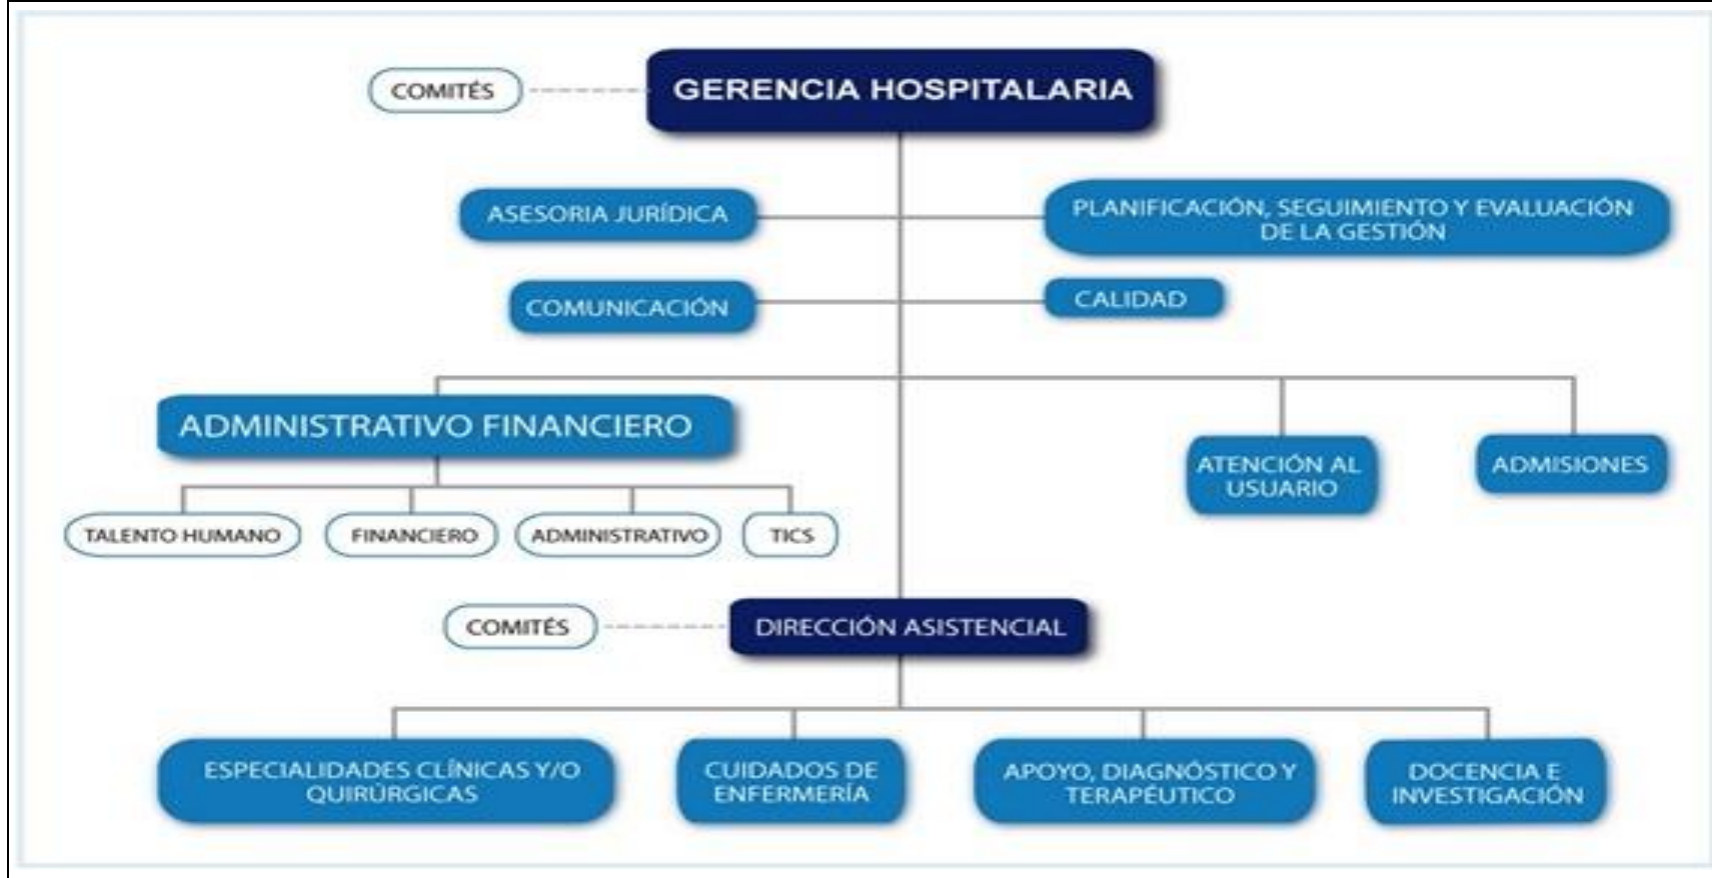 COMITÉS
GERENCIA HOSPITALARIA
ASESORIA JURÍDICA
PLANIFICACIÓN, SEGUIMIENTO Y EVALUACIÓN
DE LA GESTIÓN
COMUNICACIÓN
CALIDAD
ADMINISTRATIVO FINANCIERO
ATENCIÓN AL
USUARIO
ADMISIONES
TALENTO HUMANO
FINANCIERO
ADMINISTRATIVO
TICS
COMITÉS
DIRECCIÓN ASISTENCIAL
ESPECIALIDADES CLÍNICAS Y/O
QUIRÚRGICAS
CUIDADOS DE
ENFERMERÍA
APOYO, DIAGNÓSTICO Y
TERAPÉUTICO
DOCENCIA E
INVESTIGACIÓN